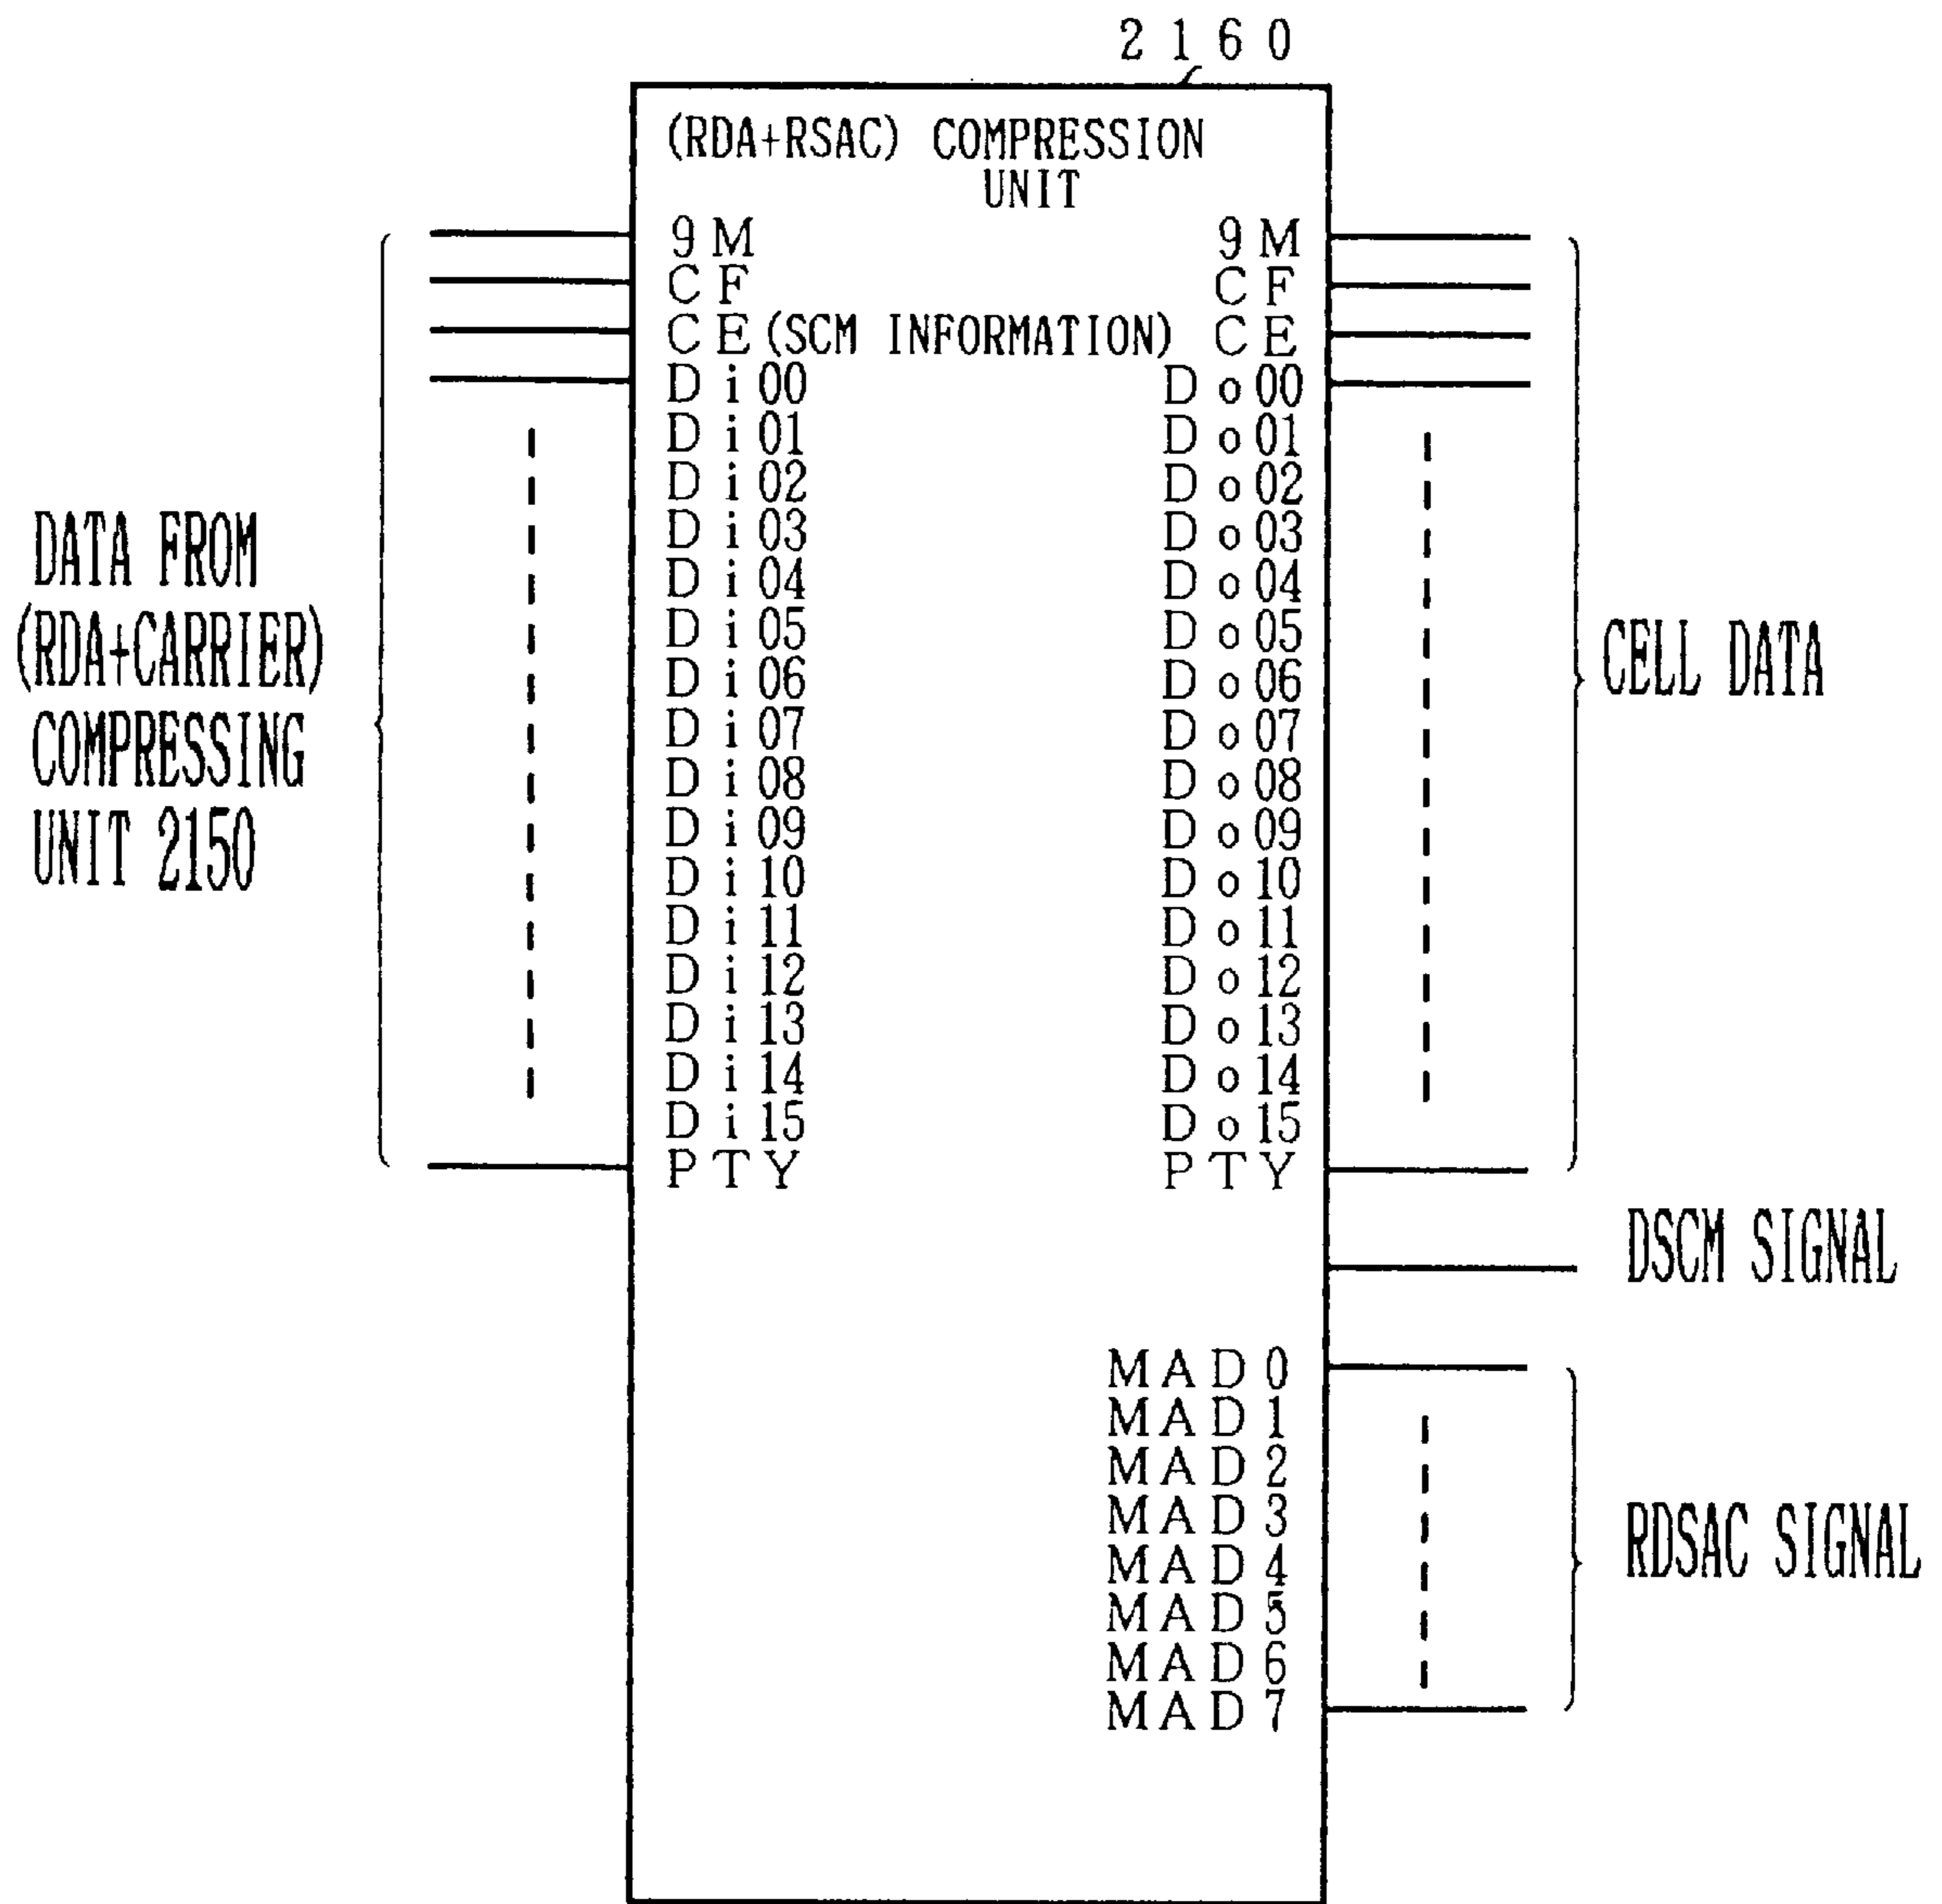 2160
(RDA+RSAC) COMPRESSION
UNIT
9M 9M
CF CF
CE (SCM INFORMATION) CE
Di00 Do00
Di01 Do01
Di02 Do02
Di03 Do03
Di04 Do04
Di05 Do05
Di06 Do06
Di07 Do07
Di08 Do08
Di09 Do09
Di10 Do10
Di11 Do11
Di12 Do12
Di13 Do13
Di14 Do14
Di15 Do15
PTY PTY
DATA FROM
(RDA+CARRIER)
COMPRESSING
UNIT 2150
CELL DATA
DSCM SIGNAL
MAD0
MAD1
MAD2
MAD3
MAD4
MAD5
MAD6
MAD7
RDSAC SIGNAL